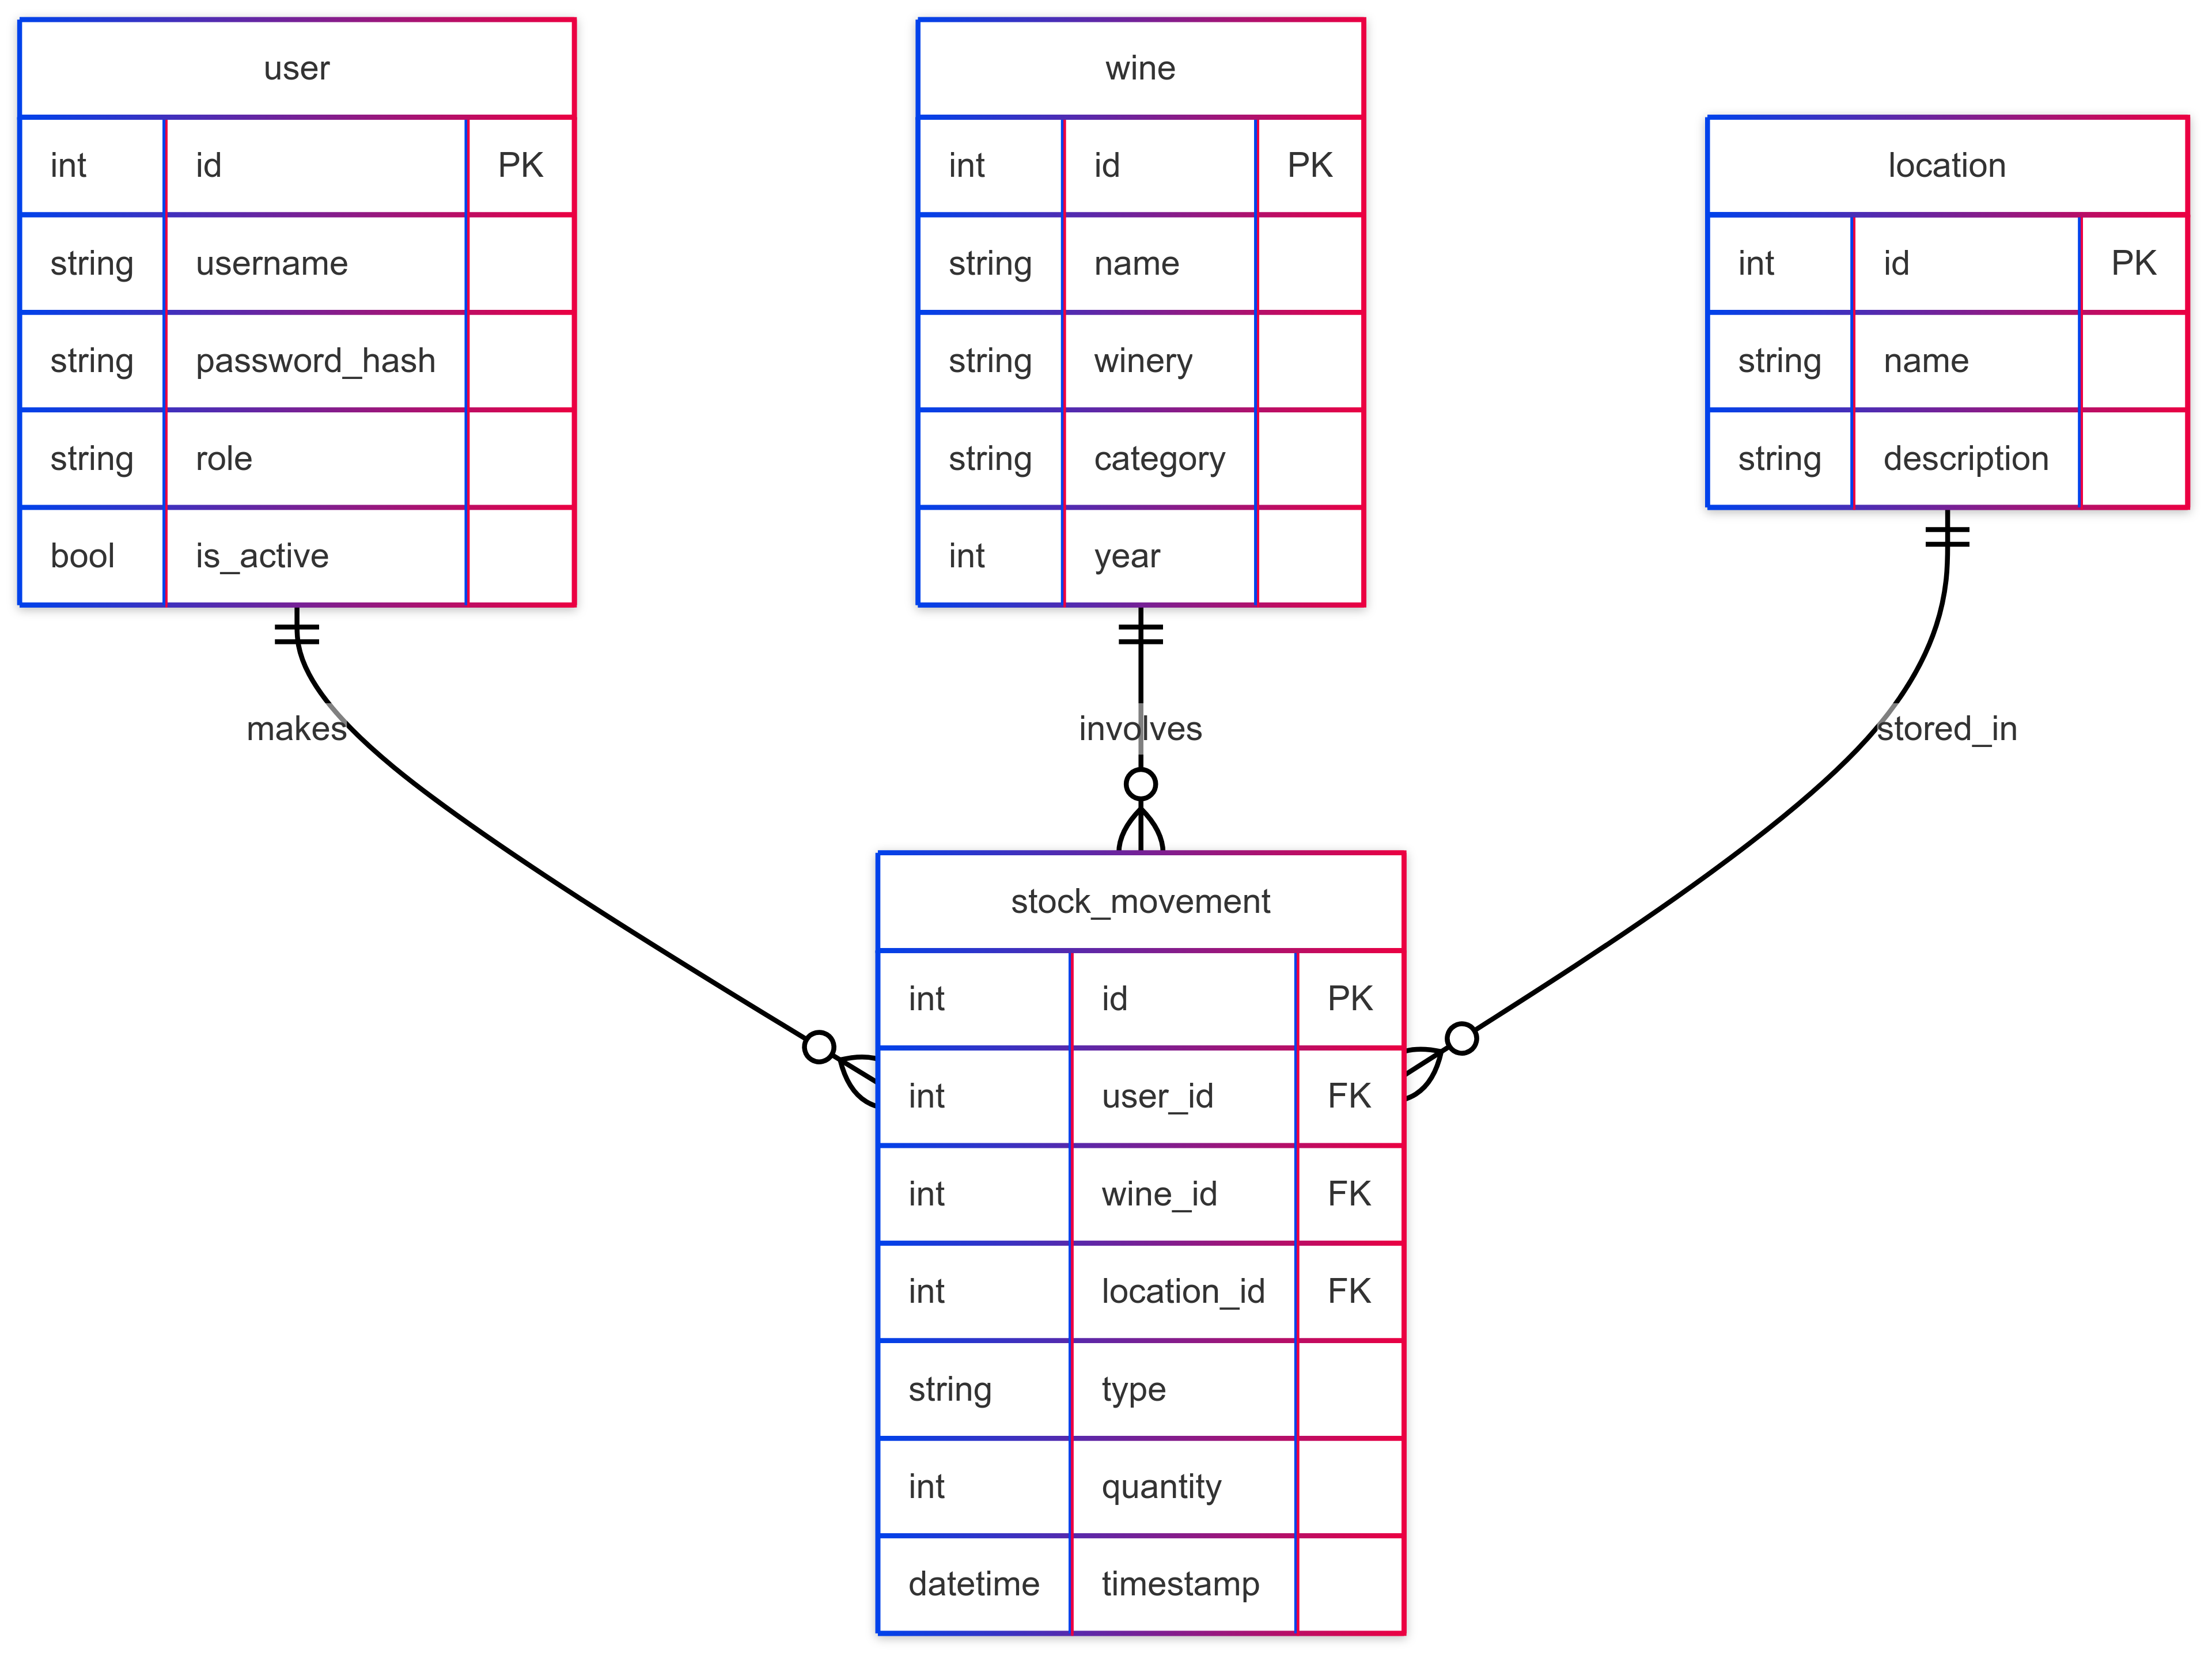 user
int id PK
string username
string password_hash
string role
bool is_active
wine
int id PK
string name
string winery
string category
int year
location
int id PK
string name
string description
makes
involves
stored_in
stock_movement
int id PK
int user_id FK
int wine_id FK
int location_id FK
string type
int quantity
datetime timestamp